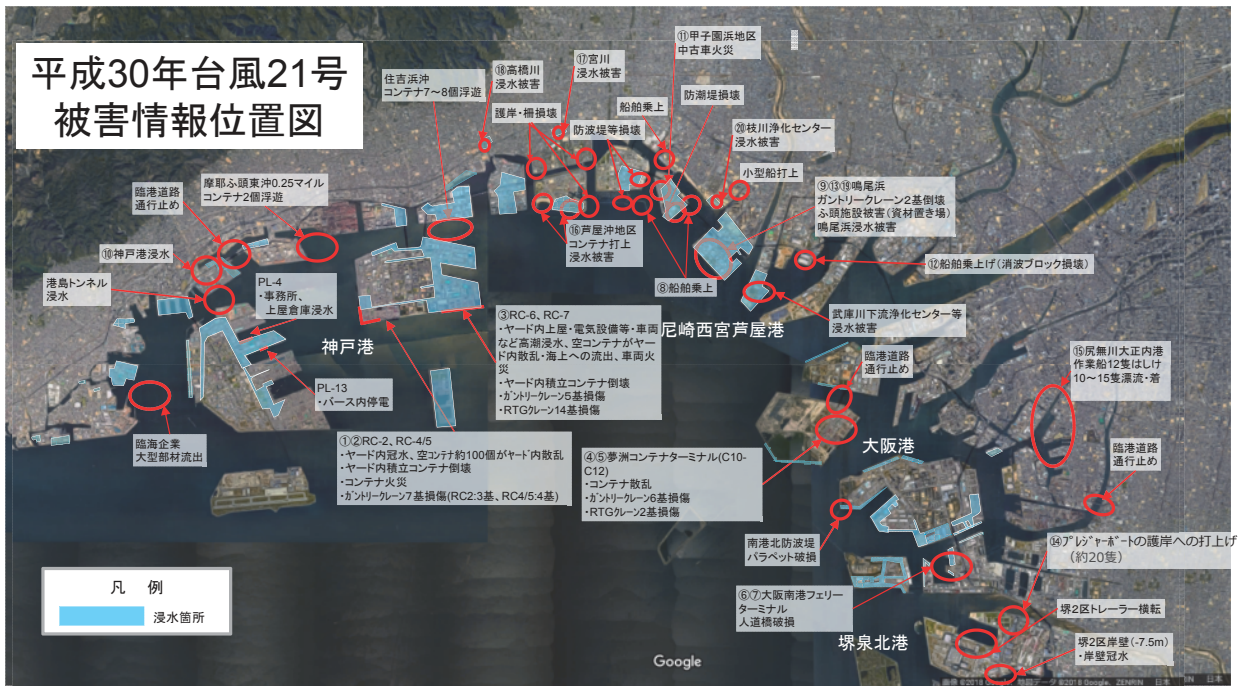 平成30年台風21号
被害情報位置図
住吉浜沖
コンテナ7～8個浮遊
⑱高橋川
浸水被害
⑰宮川
浸水被害
⑪甲子園浜地区
中古車火災
護岸・柵損壊
船舶乗上
防潮堤損壊
防波堤等損壊
⑳枝川浄化センター
浸水被害
小型船打上
臨港道路
通行止め
摩耶ふ頭東沖0.25マイル
コンテナ2個浮遊
⑨⑬⑲鳴尾浜
ガントリークレーン2基倒壊
ふ頭施設被害(資材置き場)
鳴尾浜浸水被害
⑯芦屋沖地区
コンテナ打上
浸水被害
⑩神戸港浸水
⑫船舶乗上げ(消波ブロック損壊)
港島トンネル
浸水
PL-4
・事務所、
上屋倉庫浸水
⑧船舶乗上
武庫川下流浄化センター等
浸水被害
③RC-6、RC-7
・ヤード内上屋・電気設備等・車両
など高潮浸水、空コンテナがヤー
ド内散乱・海上への流出、車両火
災
・ヤード内積立コンテナ倒壊
・ガントリークレーン5基損傷
・RTGクレーン14基損傷
尼崎西宮芦屋港
神戸港
臨港道路
通行止め
⑮尻無川大正内港
作業船12隻はしけ
10～15隻漂流・着
PL-13
・バース内停電
臨海企業
大型部材流出
①②RC-2、RC-4/5
・ヤード内冠水、空コンテナ約100個がヤード内散乱
・ヤード内積立コンテナ倒壊
・コンテナ火災
・ガントリークレーン7基損傷(RC2:3基、RC4/5:4基)
大阪港
④⑤夢洲コンテナターミナル(C10-
C12)
・コンテナ散乱
・ガントリークレーン6基損傷
・RTGクレーン2基損傷
臨港道路
通行止め
南港北防波堤
パラペット破損
⑭プレジャーボートの護岸への打上げ
(約20隻)
⑥⑦大阪南港フェリー
ターミナル
人道橋破損
堺2区トレーラー横転
堺泉北港
堺2区岸壁(-7.5m)
・岸壁冠水
凡 例
浸水箇所
Google
画像 ©2018 Google、地図データ ©2018 Google、ZENRIN 日本
IN 日本